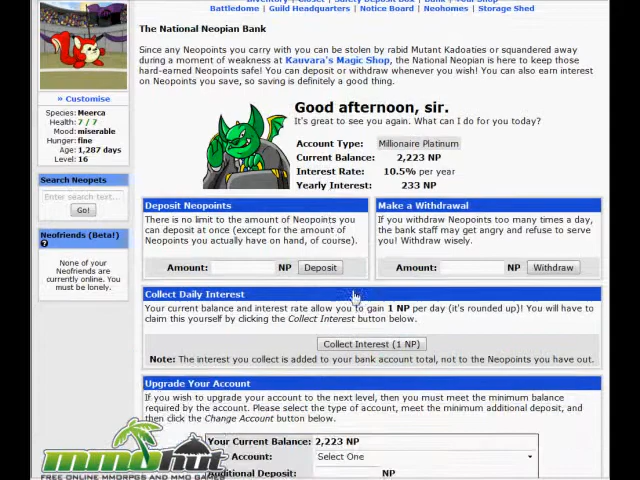 Battledome | Guild Headquarters | Notice Board | Neohomes | Storage Shed
The National Neopian Bank
Since any Neopoints you carry with you can be stolen by rabid Mutant Kadoaties or squandered away
during a moment of weakness at Kauvara's Magic Shop, the National Neopian is here to keep those
hard-earned Neopoints safe! You can deposit or withdraw whenever you wish! You can also earn interest
on Neopoints you save, so saving is definitely a good thing.
» Customise
Species: Meerca
Health: 7 / 7
Mood: miserable
Hunger: fine
Age: 1,287 days
Level: 16
Good afternoon, sir.
It's great to see you again. What can I do for you today?
Account Type: Millionaire Platinum
Current Balance: 2,223 NP
Interest Rate: 10.5% per year
Yearly Interest: 233 NP
Search Neopets
Enter search text...
Go!
Neofriends (Beta!)
?
None of your
Neofriends are
currently online. You
must be lonely.
Deposit Neopoints
There is no limit to the amount of Neopoints you
can deposit at once (except for the amount of
Neopoints you actually have on hand, of course).
Amount: NP Deposit
Make a Withdrawal
If you withdraw Neopoints too many times a day,
the bank staff may get angry and refuse to serve
you! Withdraw wisely.
Amount: NP Withdraw
Collect Daily Interest
Your current balance and interest rate allow you to gain 1 NP per day (it's rounded up)! You will have to
claim this yourself by clicking the Collect Interest button below.
Collect Interest (1 NP)
Note: The interest you collect is added to your bank account total, not to the Neopoints you have out.
Upgrade Your Account
If you wish to upgrade your account to the next level, then you must meet the minimum balance
required by the account. Please select the type of account, meet the minimum additional deposit, and
then click the Change Account button below.
Your Current Balance: 2,223 NP
Account: Select One
Additional Deposit: NP
mmohut
FREE ONLINE MMORPGS AND MMO GAMES